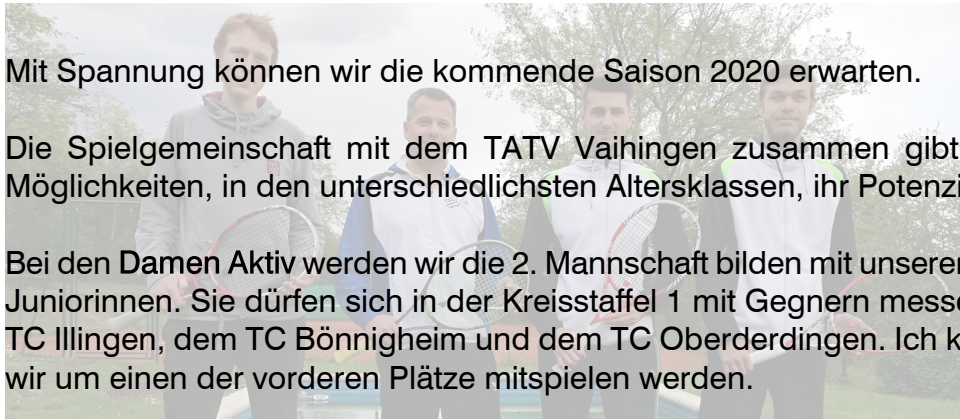 Mit Spannung können wir die kommende Saison 2020 erwarten.
Die Spielgemeinschaft mit dem TATV Vaihingen zusammen gibt
Möglichkeiten, in den unterschiedlichsten Altersklassen, ihr Potenzi
Bei den Damen Aktiv werden wir die 2. Mannschaft bilden mit unserer
Juniorinnen. Sie dürfen sich in der Kreisstaffel 1 mit Gegnern messe
TC Illingen, dem TC Bönnigheim und dem TC Oberderdingen. Ich k
wir um einen der vorderen Plätze mitspielen werden.